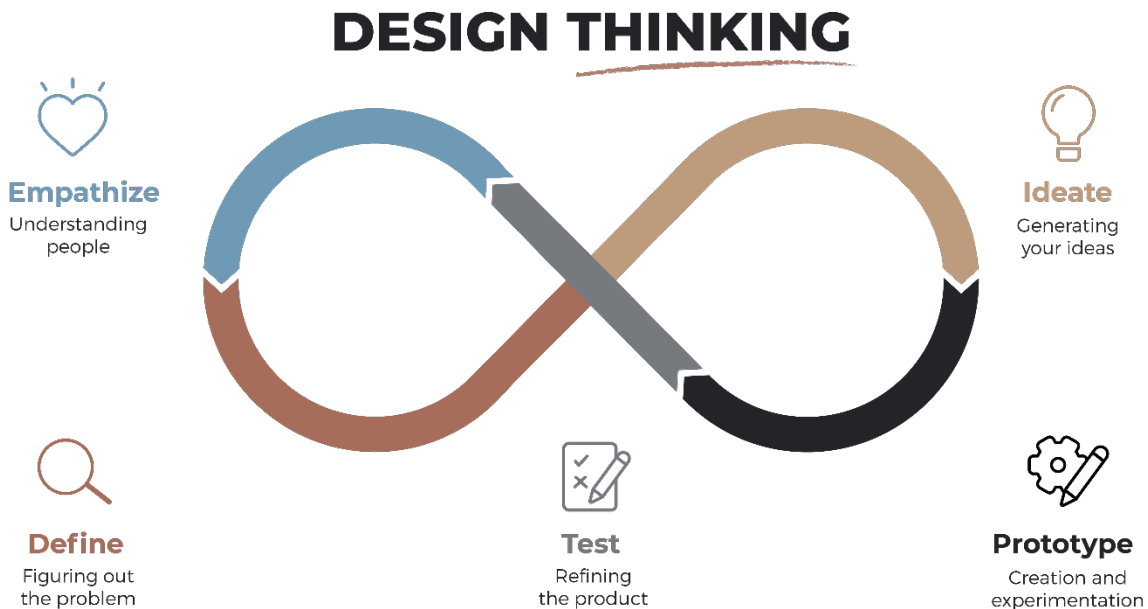 DESIGN THINKING
Empathize
Understanding
people
Ideate
Generating
your ideas
Define
Figuring out
the problem
Test
Refining
the product
Prototype
Creation and
experimentation